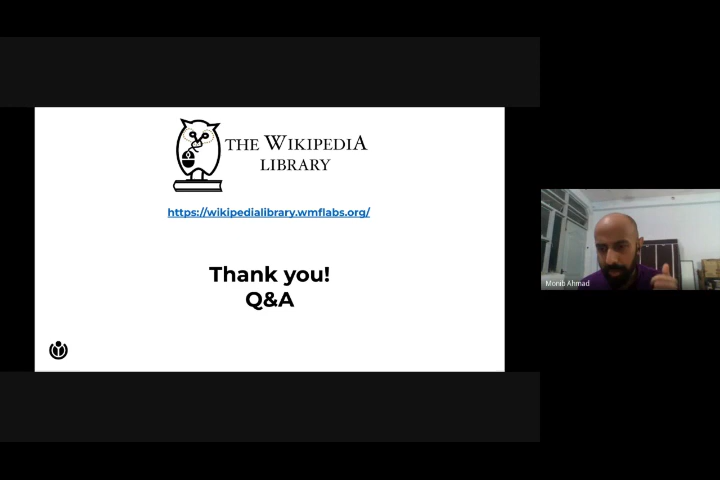 THE WIKIPEDIA
LIBRARY
https://wikipedialibrary.wmflabs.org/
Thank you!
Q&A
Monib Ahmad